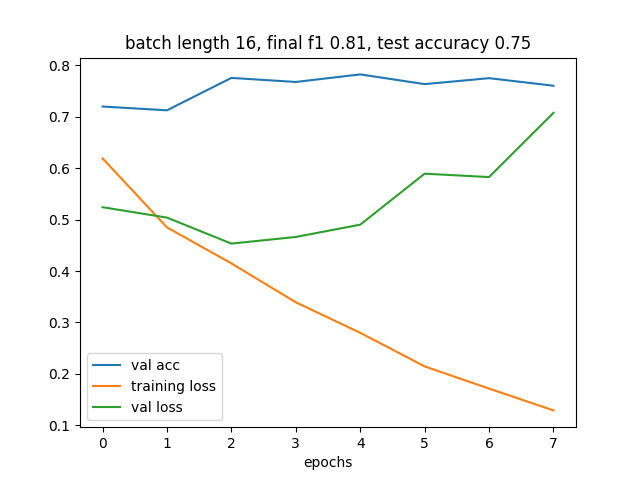 batch length 16, final f1 0.81, test accuracy 0.75
0.8
0.7
0.6
0.5
0.4
0.3
0.2
0.1
val acc
training loss
val loss
0 1 2 3 4 5 6 7
epochs